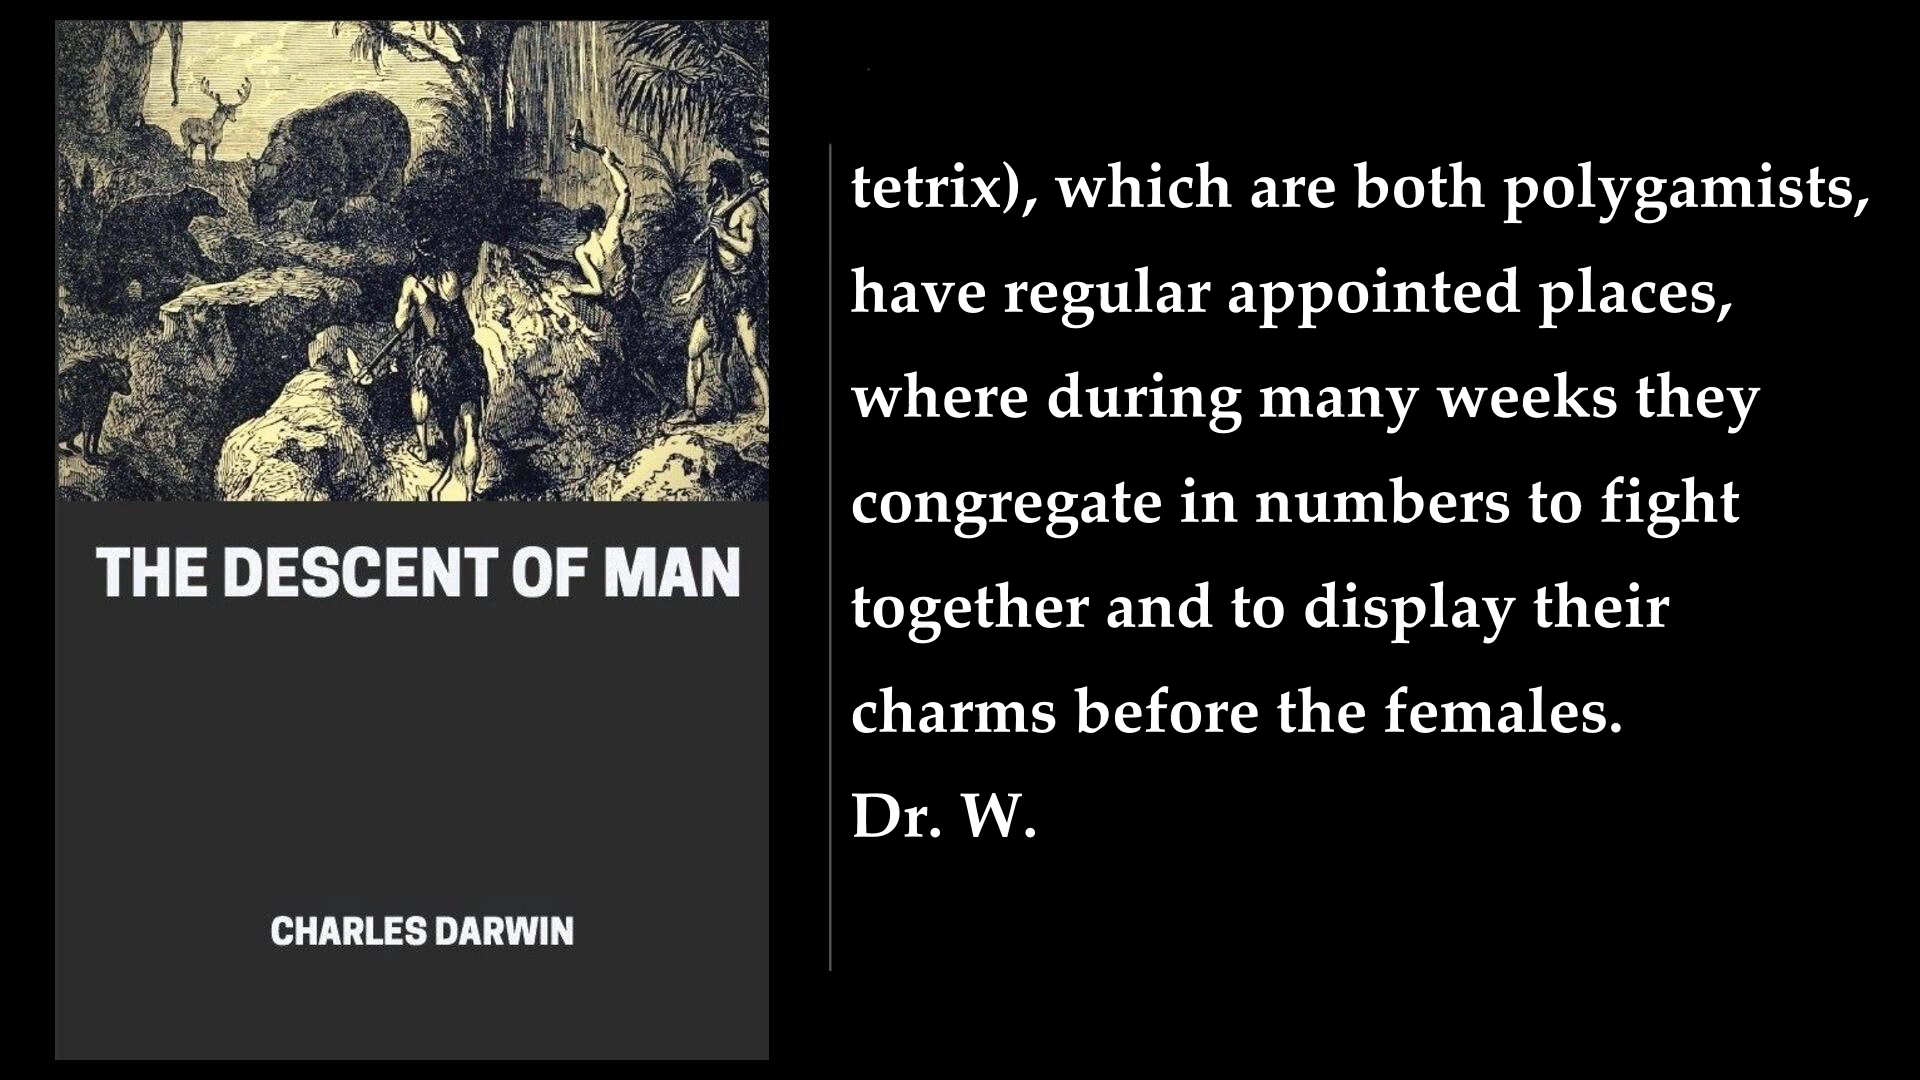 THE DESCENT OF MAN
CHARLES DARWIN
tetrix), which are both polygamists,
have regular appointed places,
where during many weeks they
congregate in numbers to fight
together and to display their
charms before the females.
Dr. W.